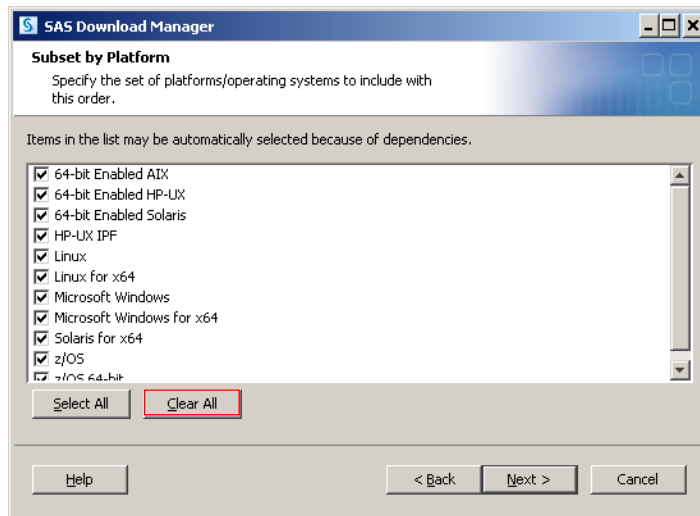 SAS Download Manager
Subset by Platform
Specify the set of platforms/operating systems to include with
this order.
Items in the list may be automatically selected because of dependencies.
64-bit Enabled AIX
64-bit Enabled HP-UX
64-bit Enabled Solaris
HP-UX IPF
Linux
Linux for x64
Microsoft Windows
Microsoft Windows for x64
Solaris for x64
z/OS
z/OS 64-bit
Select All
Clear All
Help
< Back
Next >
Cancel